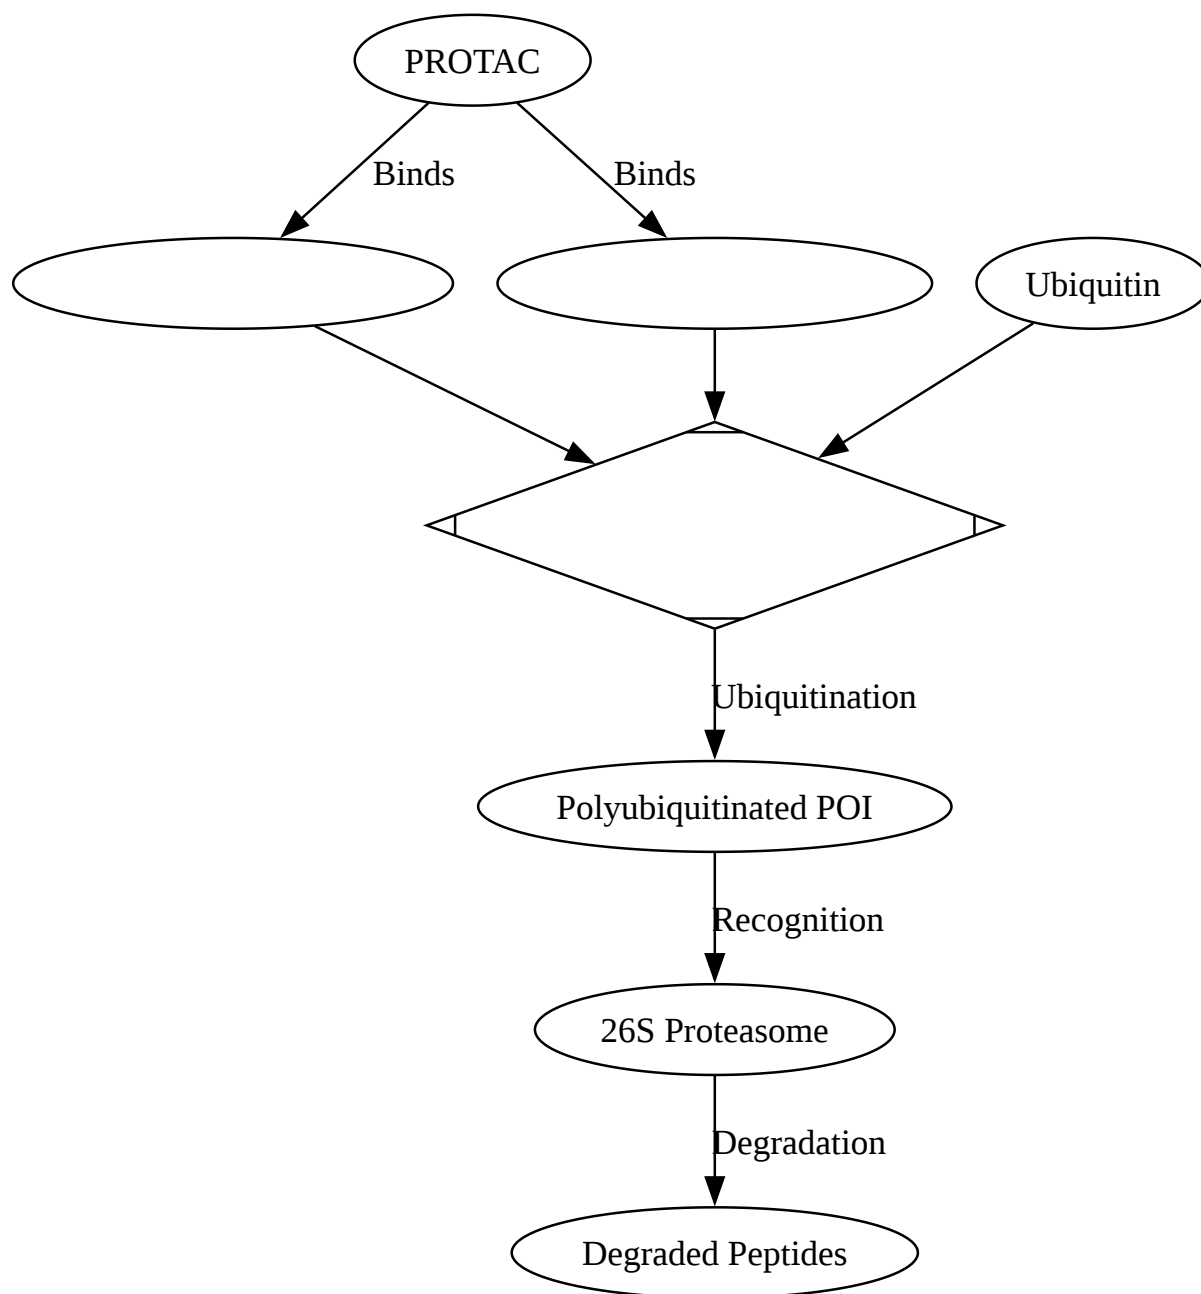 PROTAC
Binds
Binds
Ubiquitin
Ubiquitination
Polyubiquitinated POI
Recognition
26S Proteasome
Degradation
Degraded Peptides